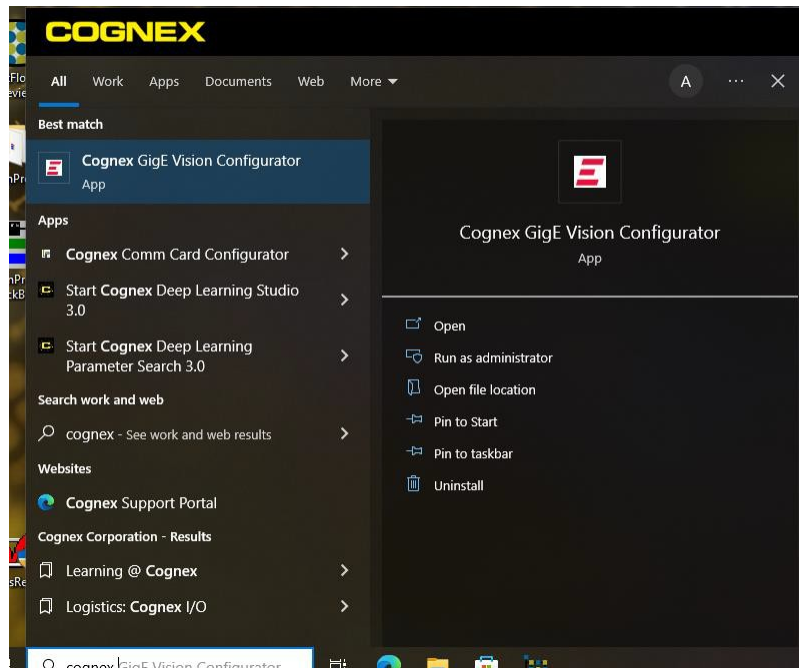 COGNEX
All Work Apps Documents Web More A ...
Best match
Cognex GigE Vision Configurator
App
Apps
Cognex Comm Card Configurator
Start Cognex Deep Learning Studio
3.0
Start Cognex Deep Learning
Parameter Search 3.0
Search work and web
cognex - See work and web results
Websites
Cognex Support Portal
Cognex Corporation - Results
Learning @ Cognex
Logistics: Cognex I/O
cognex GigE Vision Configurator
Cognex GigE Vision Configurator
App
Open
Run as administrator
Open file location
Pin to Start
Pin to taskbar
Uninstall